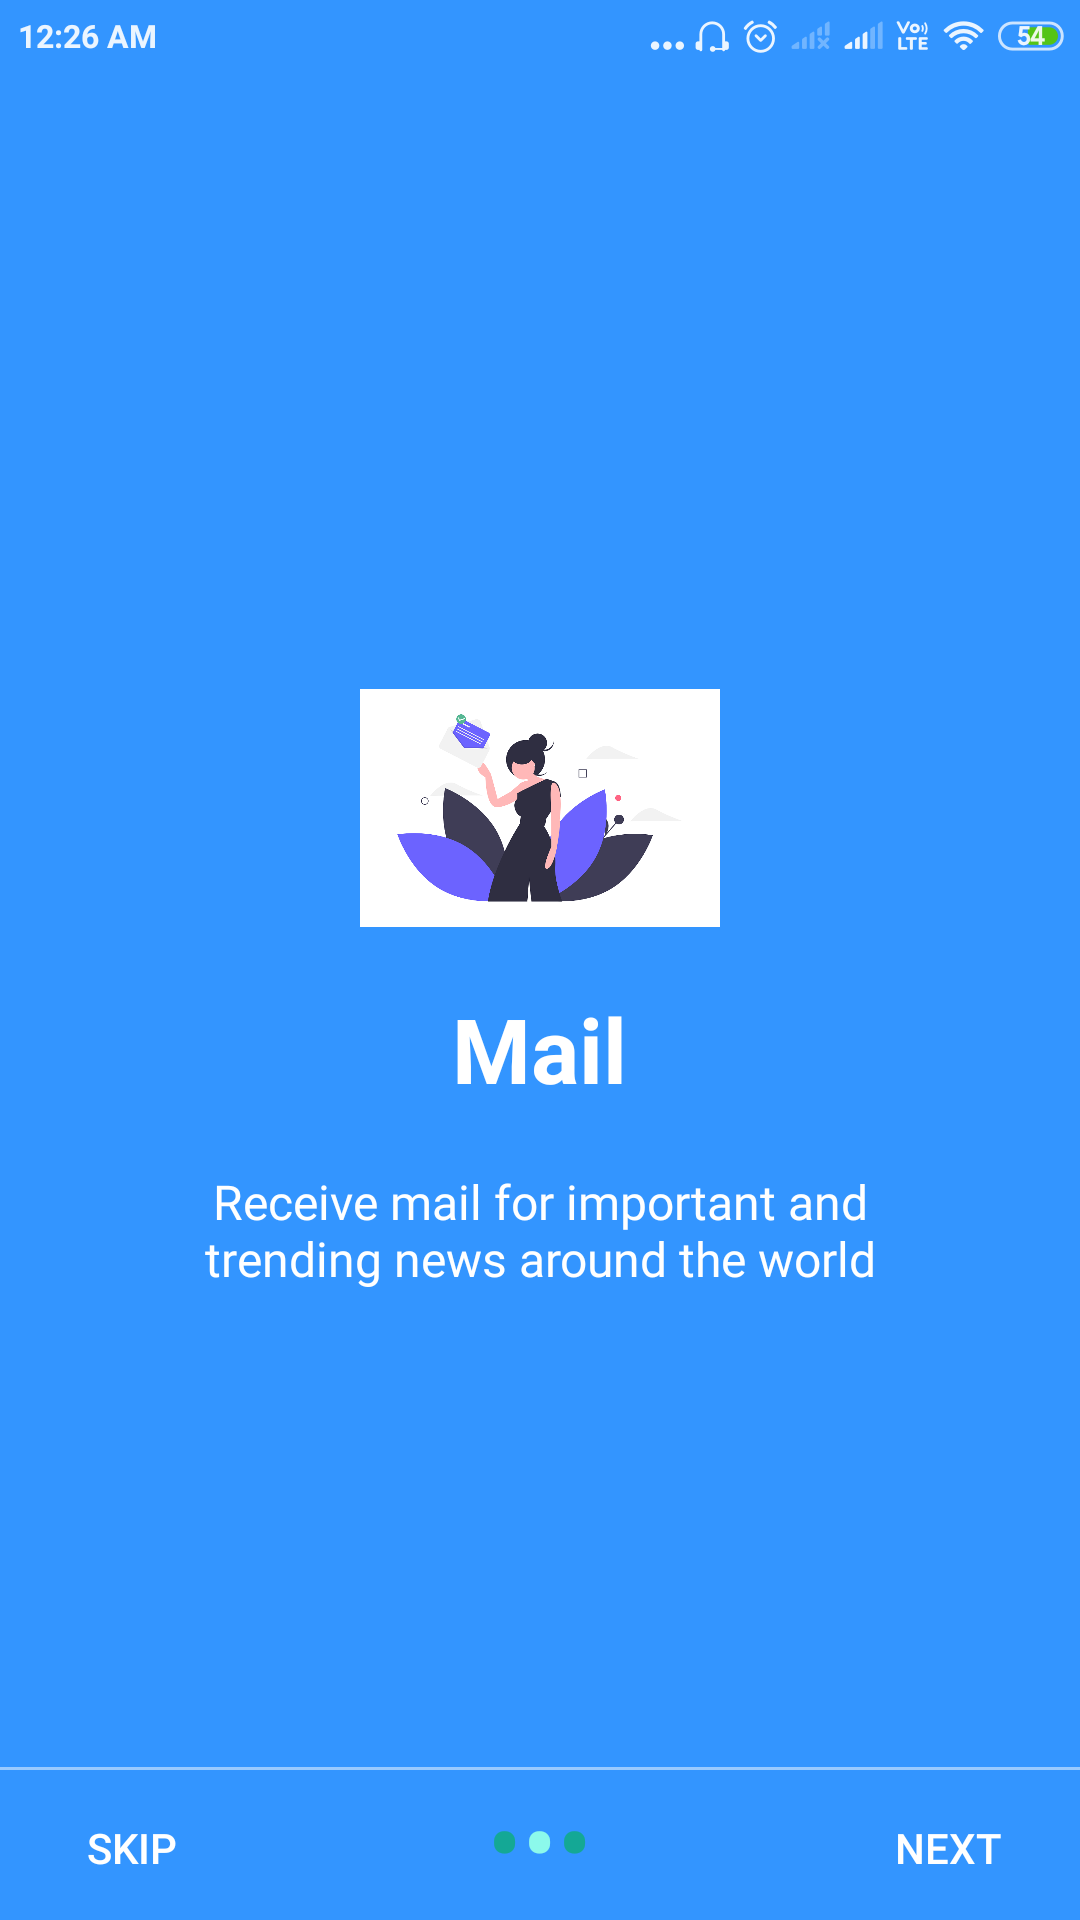 12:26 AM
Vo LTE
54
Mail
Receive mail for important and
trending news around the world
SKIP
NEXT